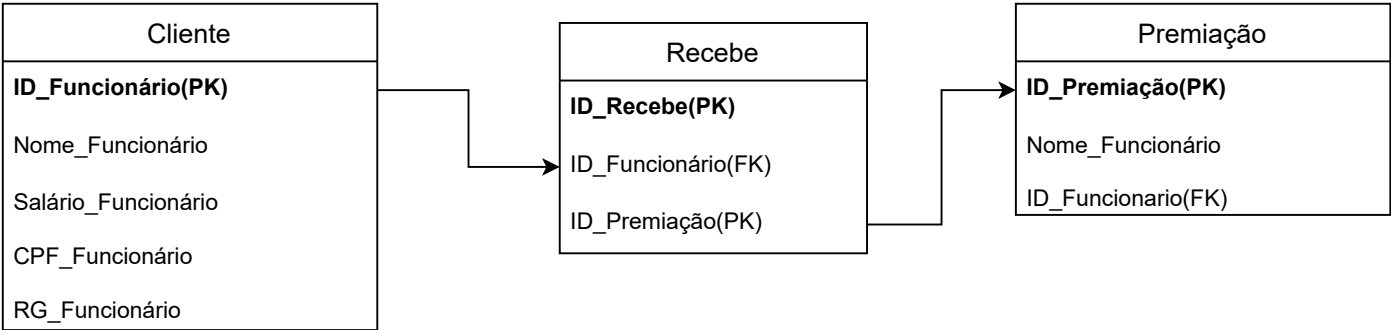 Cliente
ID_Funcionário(PK)
Nome_Funcionário
Salário_Funcionário
CPF_Funcionário
RG_Funcionário
Recebe
ID_Recebe(PK)
ID_Funcionário(FK)
ID_Premiação(PK)
Premiação
ID_Premiação(PK)
Nome_Funcionário
ID_Funcionario(FK)